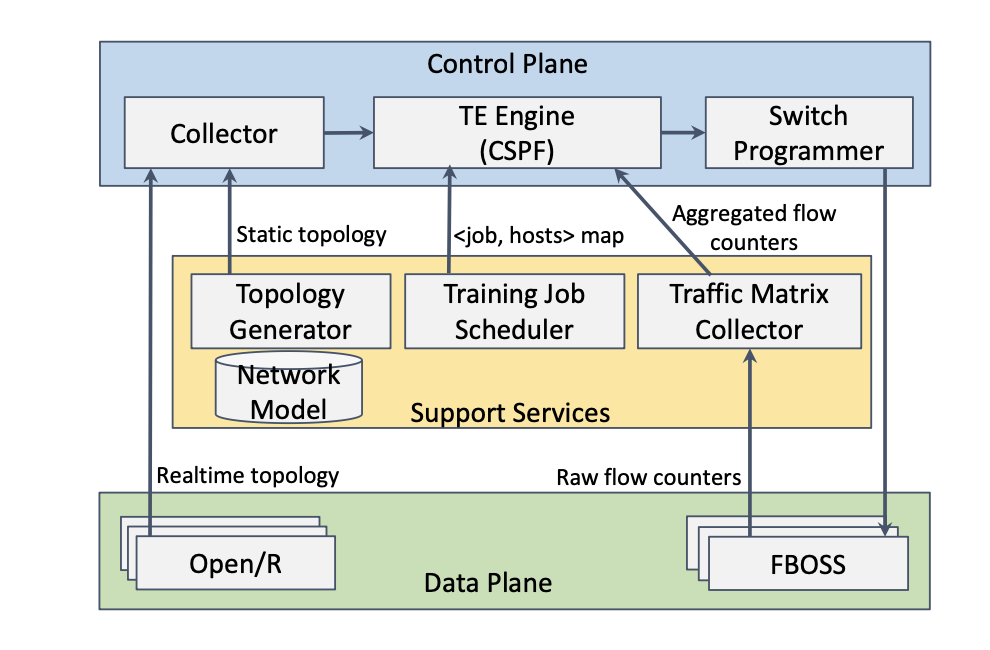 Control Plane
Collector
TE Engine
(CSPF)
Switch
Programmer
Static topology
<job, hosts> map
Aggregated flow
counters
Topology
Generator
Training Job
Scheduler
Traffic Matrix
Collector
Network
Model
Support Services
Realtime topology
Raw flow counters
Open/R
Data Plane
FBOSS